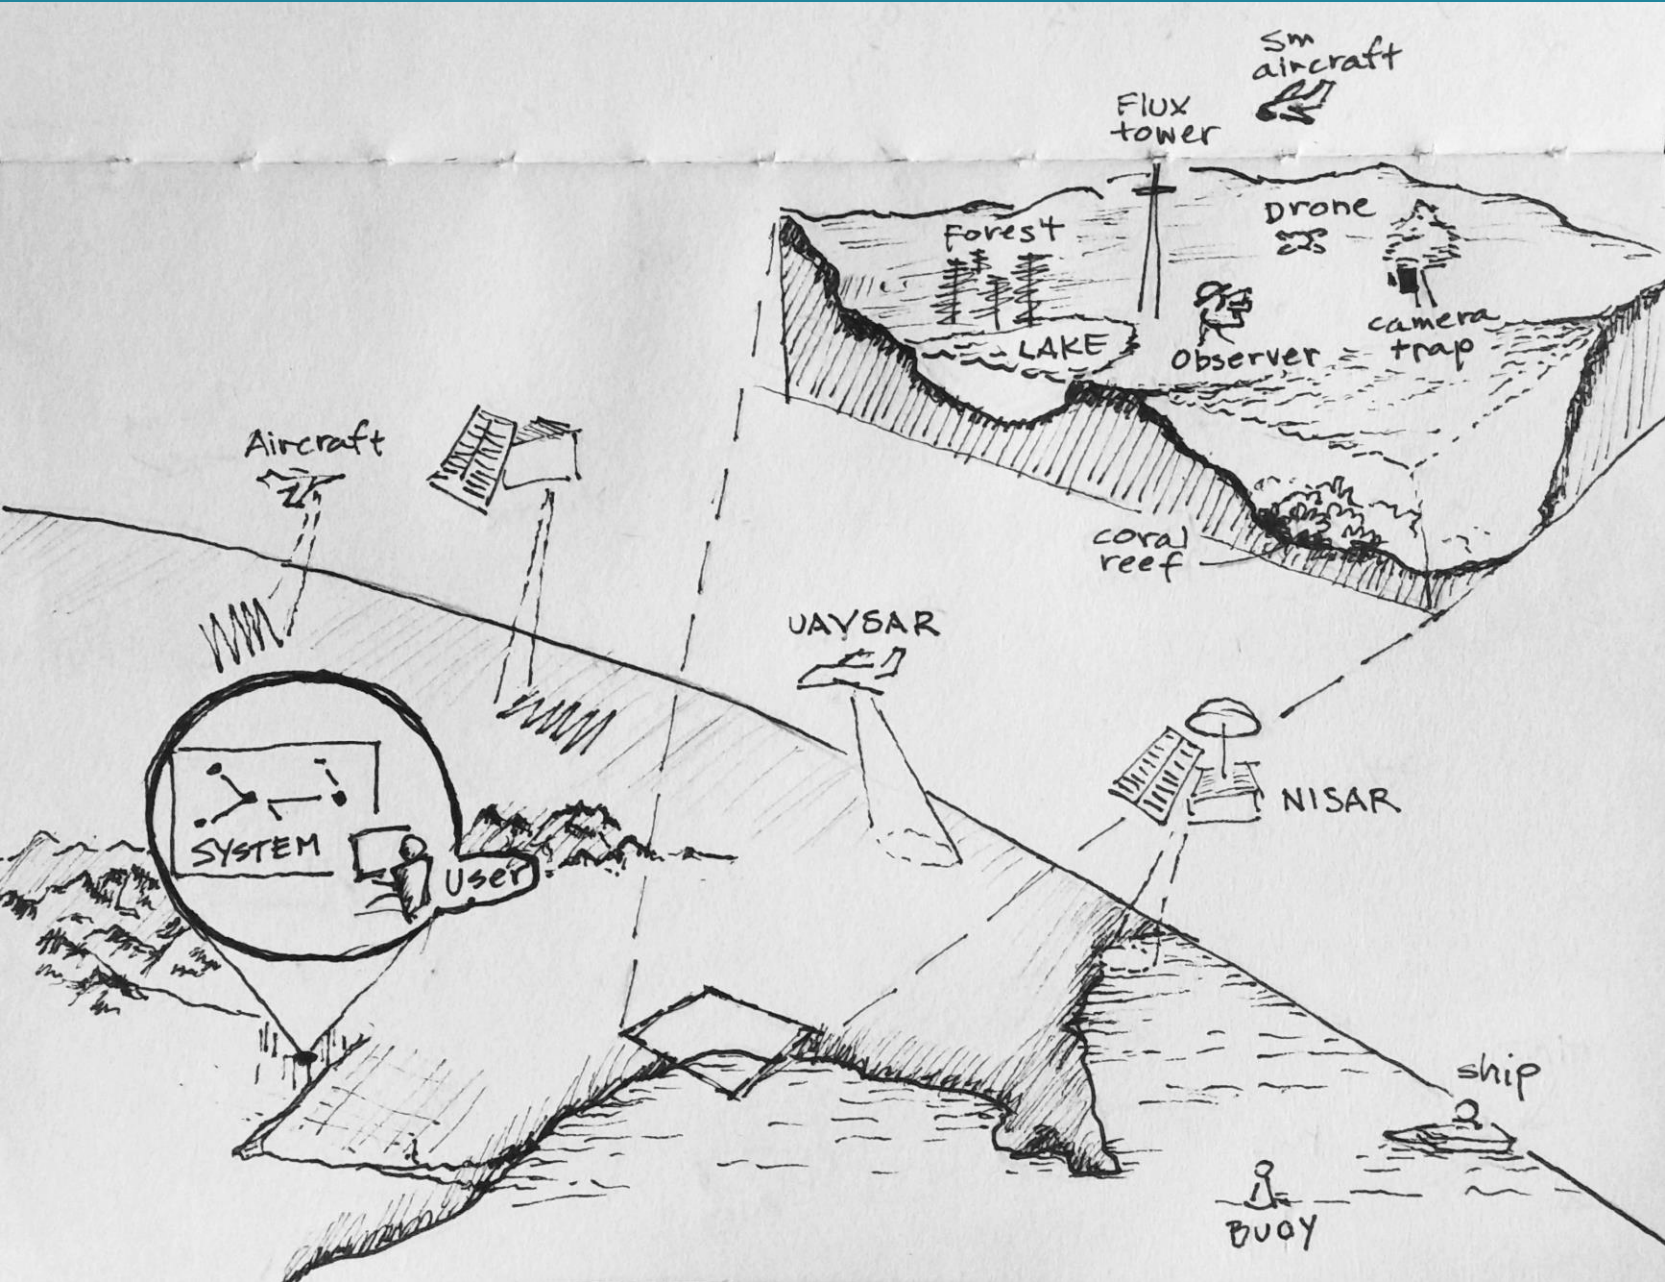 sm
aircraft
Flux
tower
Drone
Forest
camera
trap
LAKE
Observer
Aircraft
coral
reef
UAVSAR
NISAR
SYSTEM
User
ship
BUOY